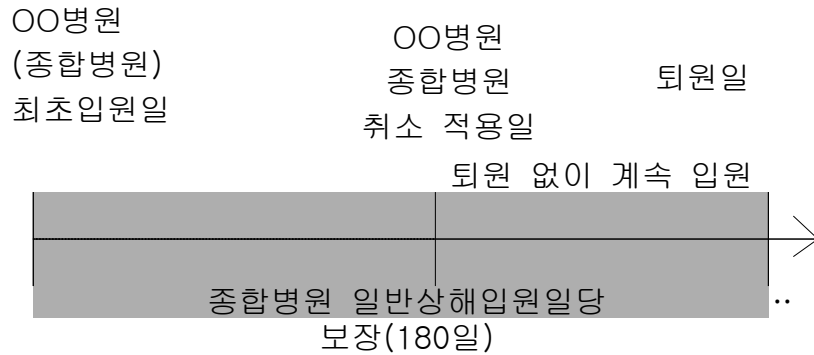 OO병원
(종합병원)
최초입원일
OO병원
종합병원
취소 적용일
퇴원일
퇴원 없이 계속 입원
종합병원 일반상해입원일당
보장(180일)
..